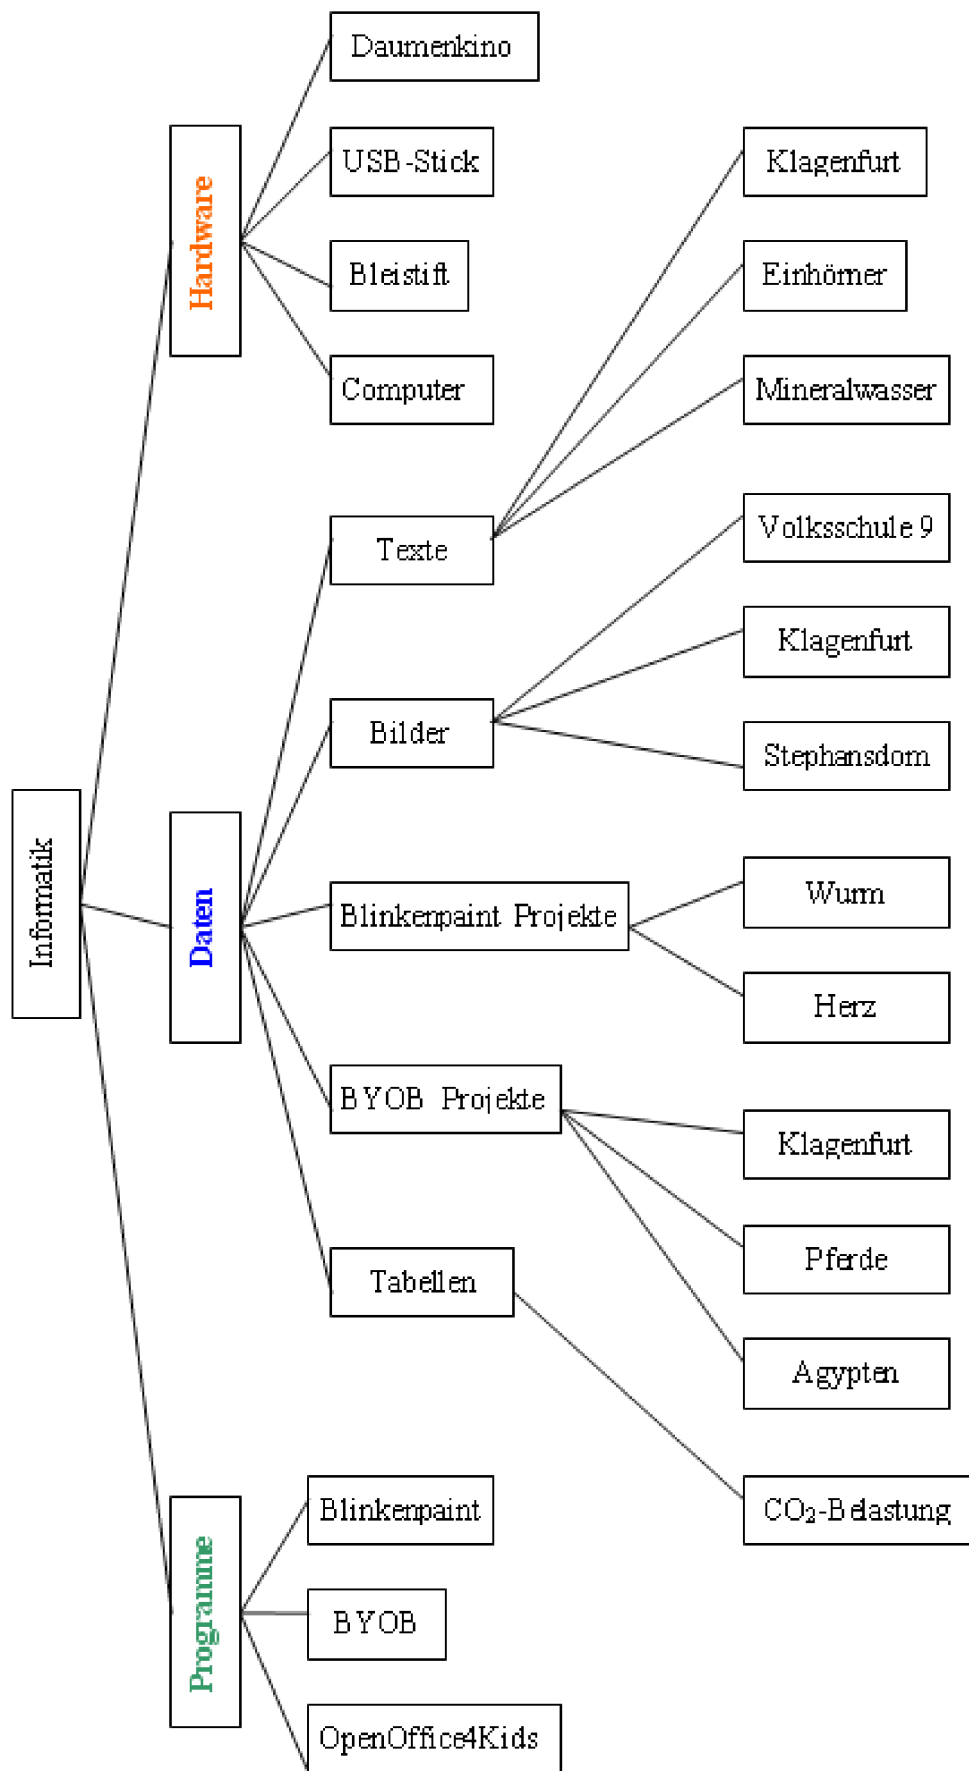 Informatik
Hardware
Daumenkino
USB-Stick
Bleistift
Computer
Daten
Texte
Klagenfurt
Einhörner
Mineralwasser
Bilder
Volksschule 9
Klagenfurt
Stephansdom
Blinkenpaint Projekte
Wurm
Herz
BYOB Projekte
Klagenfurt
Pferde
Agypten
Tabellen
CO₂-Belastung
Programme
Blinkenpaint
BYOB
OpenOffice4Kids